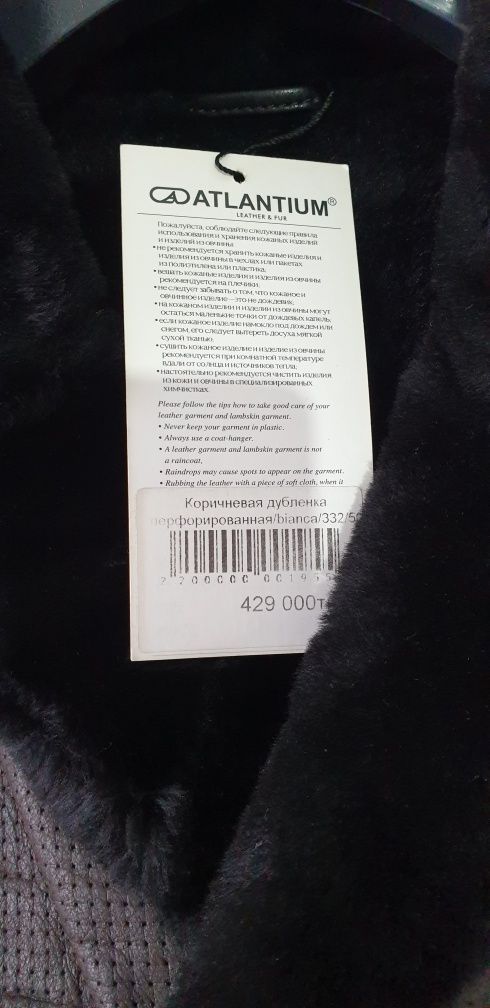 ATLANTIUM®
LEATHER & FUR
Пожалуйста, соблюдайте следующие правила
использования и хранения кожаных изделий
и изделий из овчины
•не рекомендуется хранить кожаные изделия и
изделия из овчины в чехлах или пакетах
из полиэтилена или пластика;
•вешать кожаные изделия и изделия из овчины
рекомендуется на плечики.
•не следует забывать о том, что кожаное и
овчинное изделие—это не дождевик;
•на кожаном изделии и изделии из овчины могут
остаться маленькие точки от дождевых капель;
•если кожаное изделие намокло под дождем или
снегом, его следует вытереть досуха мягкой
сухой тканью;
•сушить кожаное изделие и изделие из овчины
рекомендуется при комнатной температуре
вдали от солнца и источников тепла;
•настоятельно рекомендуется чистить изделия
из кожи и овчины в специализированных
химчистках.
Please follow the tips how to take good care of your
leather garment and lambskin garment.
• Never keep your garment in plastic.
• Always use a coat-hanger.
• A leather garment and lambskin garment is not
a raincoat,
• Raindrops may cause spots to appear on the garment.
• Rubbing the leather with a piece of soft cloth, when it
Коричневая дубленка
перфорированная/bianca/332/5
2 200000 00195
429 000т